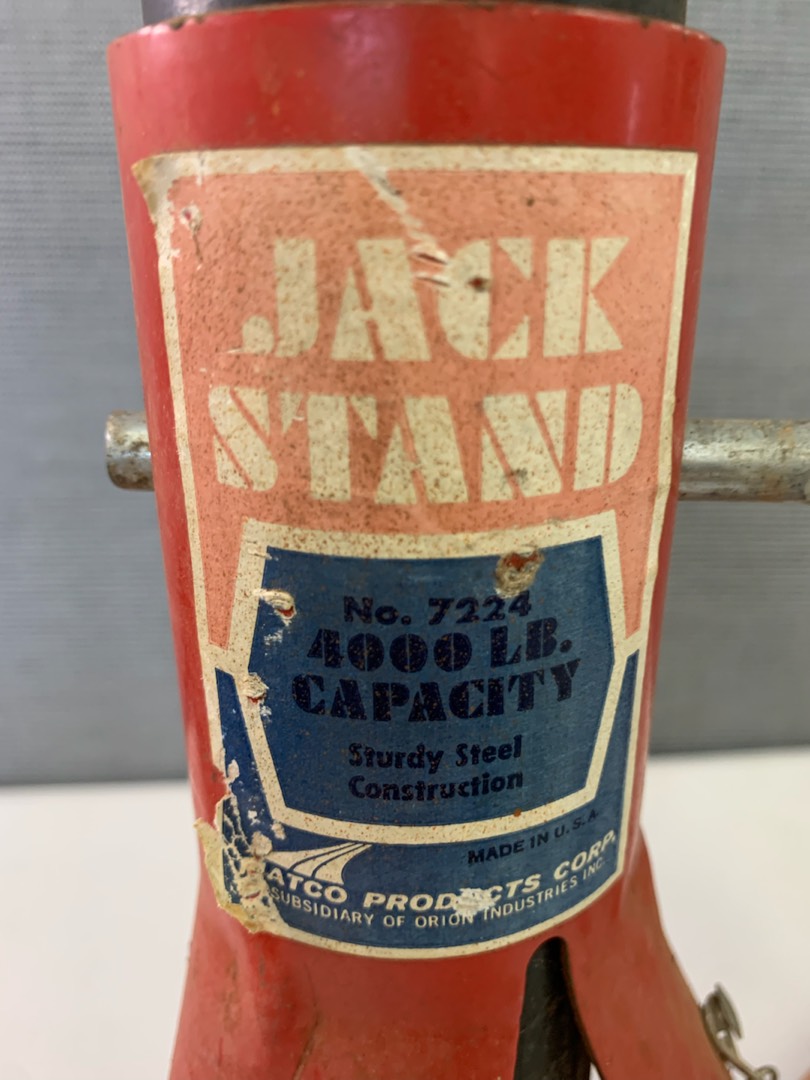 JACK
STAND
No. 7224
4000 LB.
CAPACITY
Sturdy Steel
Construction
MADE IN U.S.A.
ATCO PRODUCTS CORP.
SUBSIDIARY OF ORION INDUSTRIES INC.